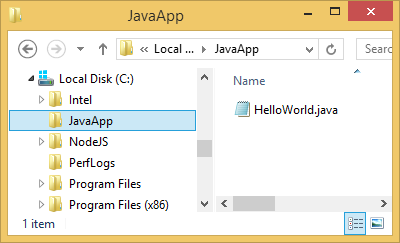 JavaApp
« Local ... JavaApp Searc
Local Disk (C:)
Name
Intel
JavaApp
HelloWorld.java
NodeJS
PerfLogs
Program Files
Program Files (x86)
1 item